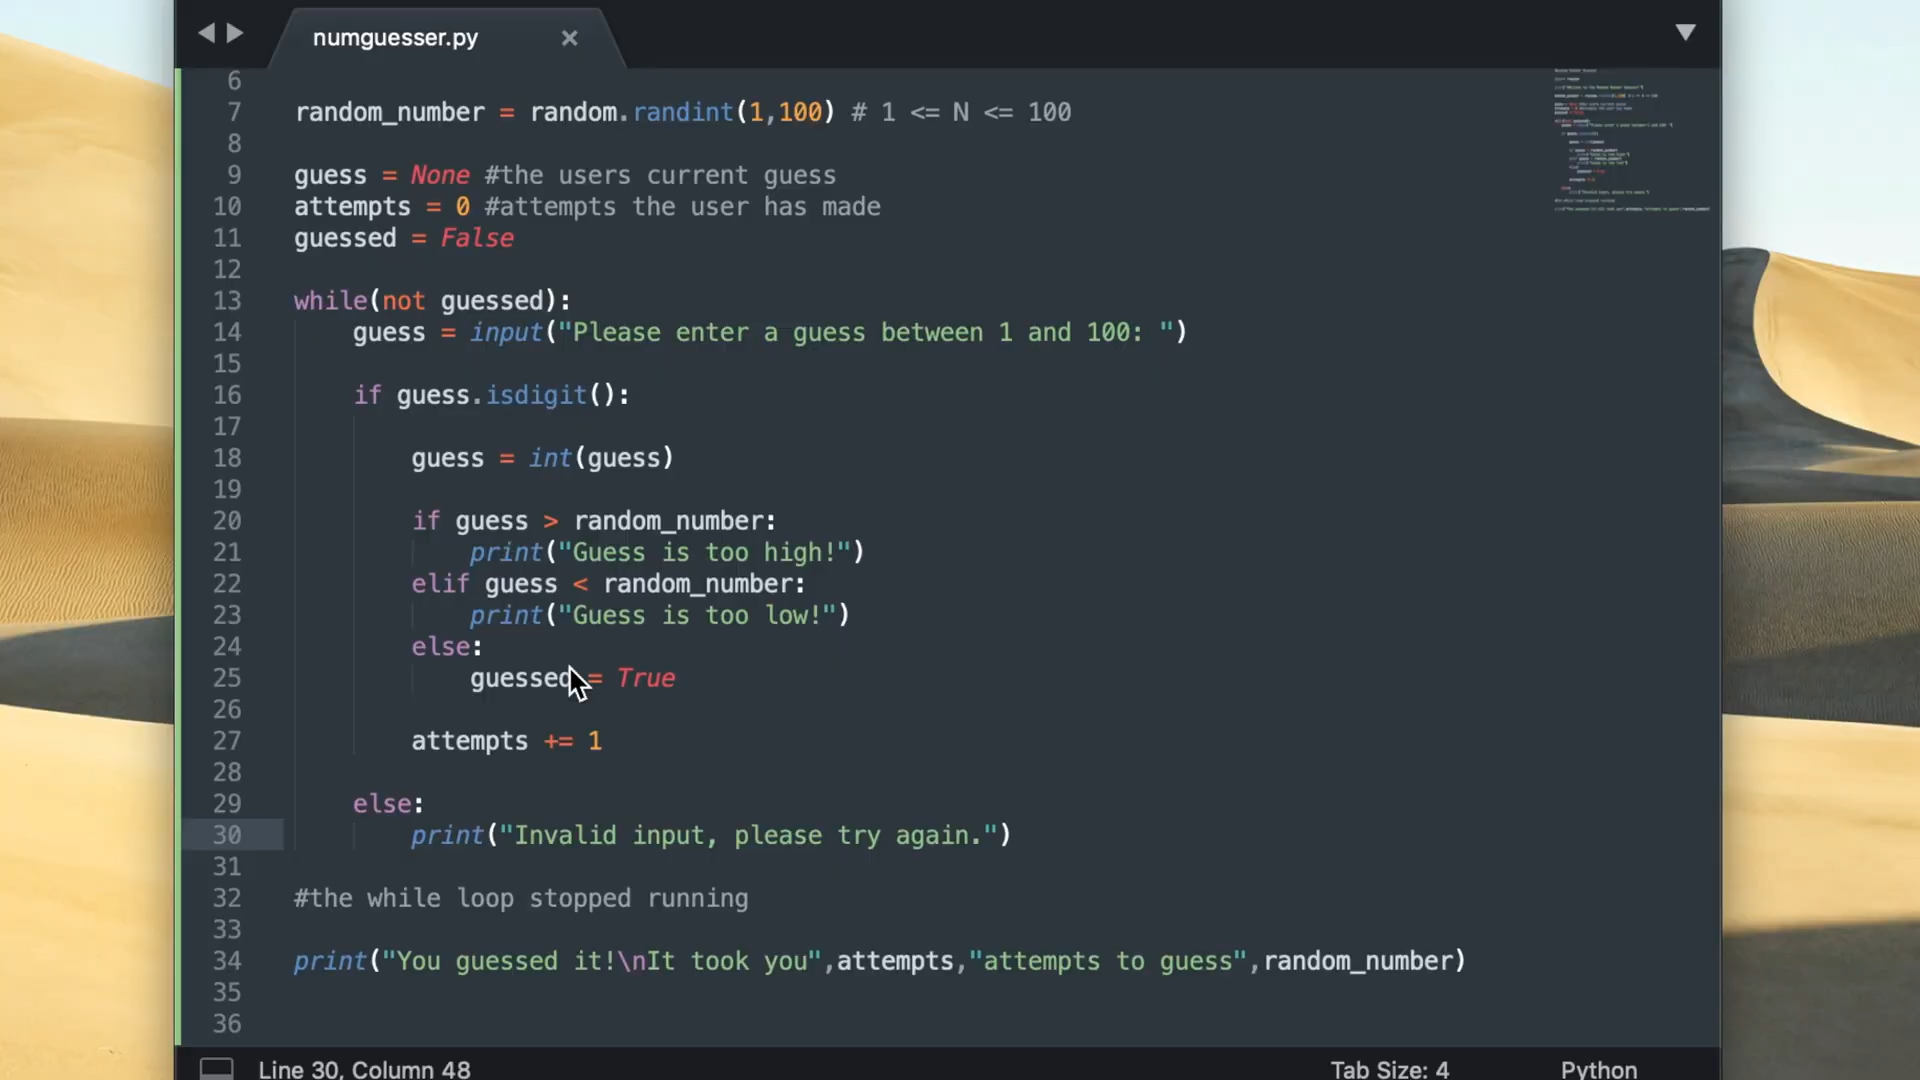 numguesser.py
6
7 random_number = random.randint(1,100) # 1 <= N <= 100
8
9 guess = None #the users current guess
10 attempts = 0 #attempts the user has made
11 guessed = False
12
13 while(not guessed):
14 guess = input("Please enter a guess between 1 and 100: ")
15
16 if guess.isdigit():
17
18 guess = int(guess)
19
20 if guess > random_number:
21 print("Guess is too high!")
22 elif guess < random_number:
23 print("Guess is too low!")
24 else:
25 guessed = True
26
27 attempts += 1
28
29 else:
30 print("Invalid input, please try again.")
31
32 #the while loop stopped running
33
34 print("You guessed it!\nIt took you",attempts,"attempts to guess",random_number)
35
36
Line 30, Column 48
Tab Size: 4
Python